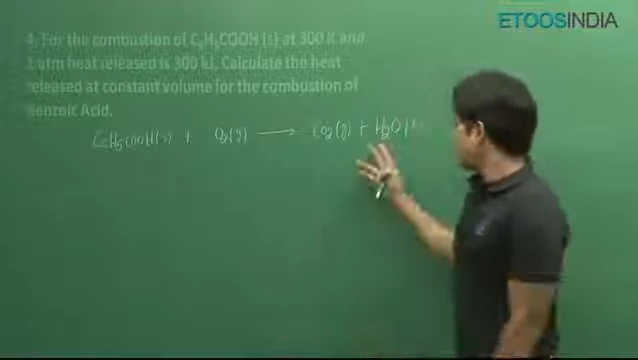 ETOOSINDIA
4. For the combustion of C₆H₅COOH (s) at 300 K and
1 atm heat released is 300 kJ. Calculate the heat
released at constant volume for the combustion of
Benzoic Acid.
C₆H₅COOH(s) + O₂(g) ⟶ CO₂(g) + H₂O